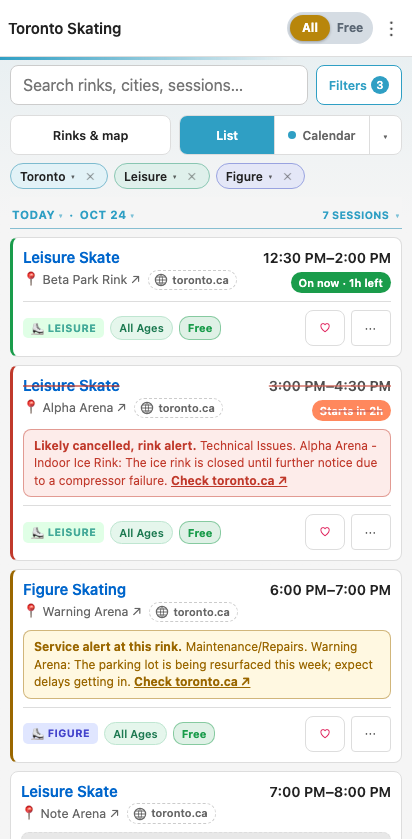 Toronto Skating
All Free
Search rinks, cities, sessions...
Filters 3
Rinks & map
List
Calendar
Toronto
Leisure
Figure
TODAY · OCT 24
7 SESSIONS
Leisure Skate
12:30 PM–2:00 PM
Beta Park Rink ↗ toronto.ca
On now · 1h left
LEISURE All Ages Free
Leisure Skate
3:00 PM–4:30 PM
Alpha Arena ↗ toronto.ca
Starts in 2h
Likely cancelled, rink alert. Technical Issues. Alpha Arena -
Indoor Ice Rink: The ice rink is closed until further notice due
to a compressor failure. Check toronto.ca ↗
LEISURE All Ages Free
Figure Skating
6:00 PM–7:00 PM
Warning Arena ↗ toronto.ca
Service alert at this rink. Maintenance/Repairs. Warning
Arena: The parking lot is being resurfaced this week; expect
delays getting in. Check toronto.ca ↗
FIGURE All Ages Free
Leisure Skate
7:00 PM–8:00 PM
Note Arena ↗ toronto.ca